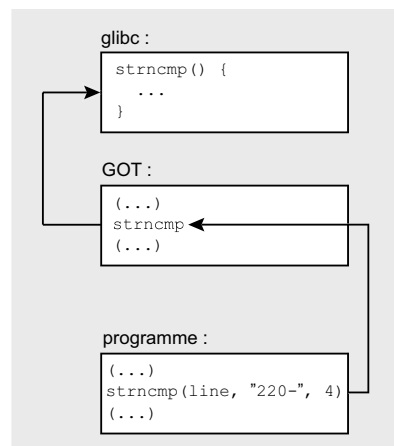 glibc :
strncmp() {
...
}
GOT :
(...)
strncmp
(...)
programme :
(...)
strncmp(line, "220-", 4)
(...)